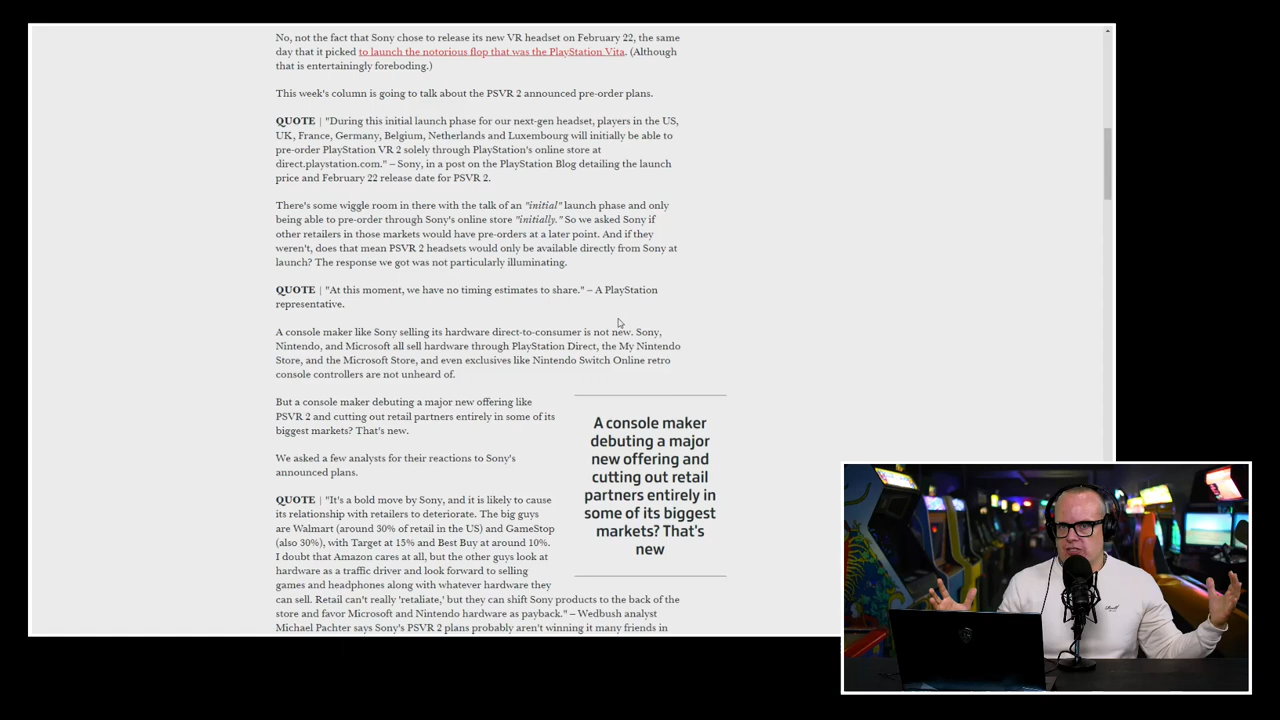 No, not the fact that Sony chose to release its new VR headset on February 22, the same
day that it picked to launch the notorious flop that was the PlayStation Vita. (Although
that is entertainingly foreboding.)
This week's column is going to talk about the PSVR 2 announced pre-order plans.
QUOTE | "During this initial launch phase for our next-gen headset, players in the US,
UK, France, Germany, Belgium, Netherlands and Luxembourg will initially be able to
pre-order PlayStation VR 2 solely through PlayStation's online store at
direct.playstation.com." – Sony, in a post on the PlayStation Blog detailing the launch
price and February 22 release date for PSVR 2.
There's some wiggle room in there with the talk of an "initial" launch phase and only
being able to pre-order through Sony's online store "initially." So we asked Sony if
other retailers in those markets would have pre-orders at a later point. And if they
weren't, does that mean PSVR 2 headsets would only be available directly from Sony at
launch? The response we got was not particularly illuminating.
QUOTE | "At this moment, we have no timing estimates to share." – A PlayStation
representative.
A console maker like Sony selling its hardware direct-to-consumer is not new. Sony,
Nintendo, and Microsoft all sell hardware through PlayStation Direct, the My Nintendo
Store, and the Microsoft Store, and even exclusives like Nintendo Switch Online retro
console controllers are not unheard of.
But a console maker debuting a major new offering like
PSVR 2 and cutting out retail partners entirely in some of its
biggest markets? That's new.
We asked a few analysts for their reactions to Sony's
announced plans.
QUOTE | "It's a bold move by Sony, and it is likely to cause
its relationship with retailers to deteriorate. The big guys
are Walmart (around 30% of retail in the US) and GameStop
(also 30%), with Target at 15% and Best Buy at around 10%.
I doubt that Amazon cares at all, but the other guys look at
hardware as a traffic driver and look forward to selling
games and headphones along with whatever hardware they
can sell. Retail can't really 'retaliate,' but they can shift Sony products to the back of the
store and favor Microsoft and Nintendo hardware as payback." – Wedbush analyst
Michael Pachter says Sony's PSVR 2 plans probably aren't winning it many friends in
A console maker
debuting a major
new offering and
cutting out retail
partners entirely in
some of its biggest
markets? That's
new